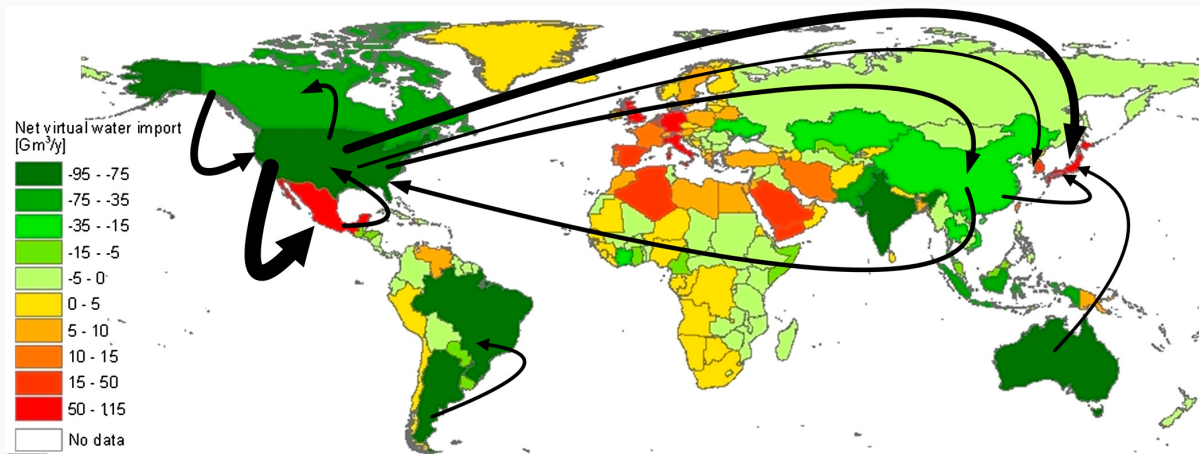 Net virtual water import
[Gm³/y]
-95 - -75
-75 - -35
-35 - -15
-15 - -5
-5 - 0
0 - 5
5 - 10
10 - 15
15 - 50
50 - 115
No data